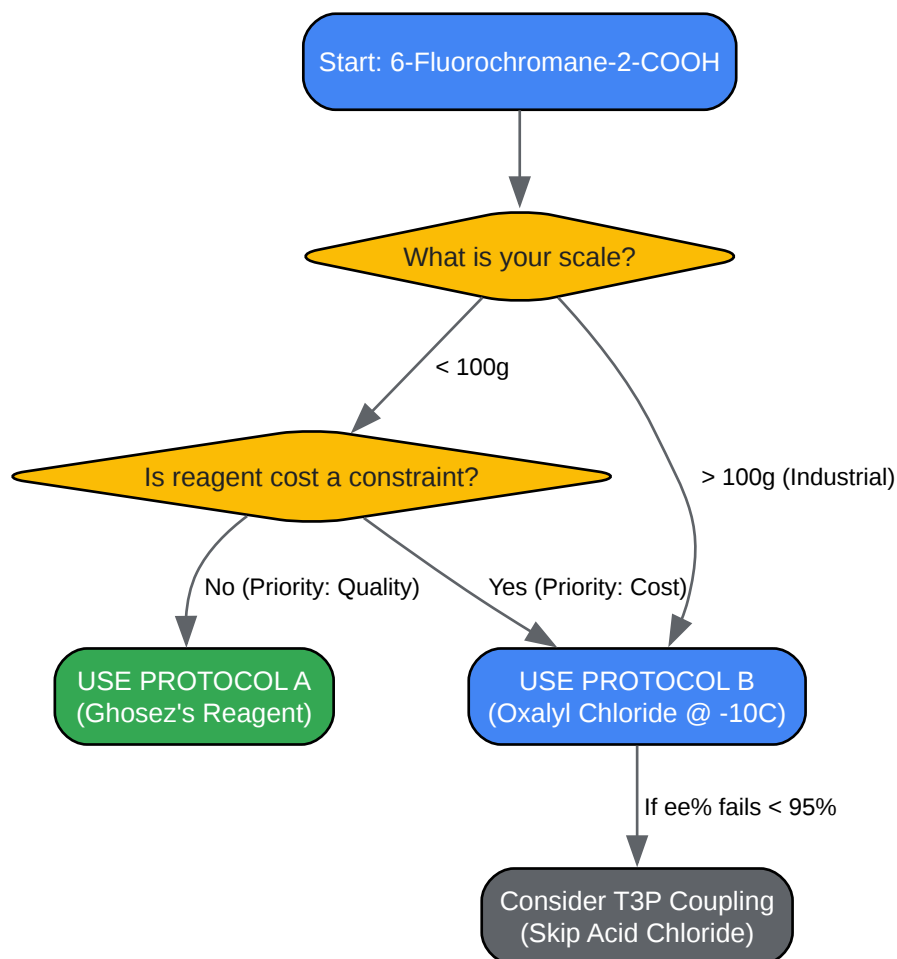 Start: 6-Fluorochromane-2-COOH
What is your scale?
< 100g
> 100g (Industrial)
Is reagent cost a constraint?
No (Priority: Quality)
Yes (Priority: Cost)
USE PROTOCOL A
(Ghosez's Reagent)
USE PROTOCOL B
(Oxalyl Chloride @ -10C)
If ee% fails < 95%
Consider T3P Coupling
(Skip Acid Chloride)